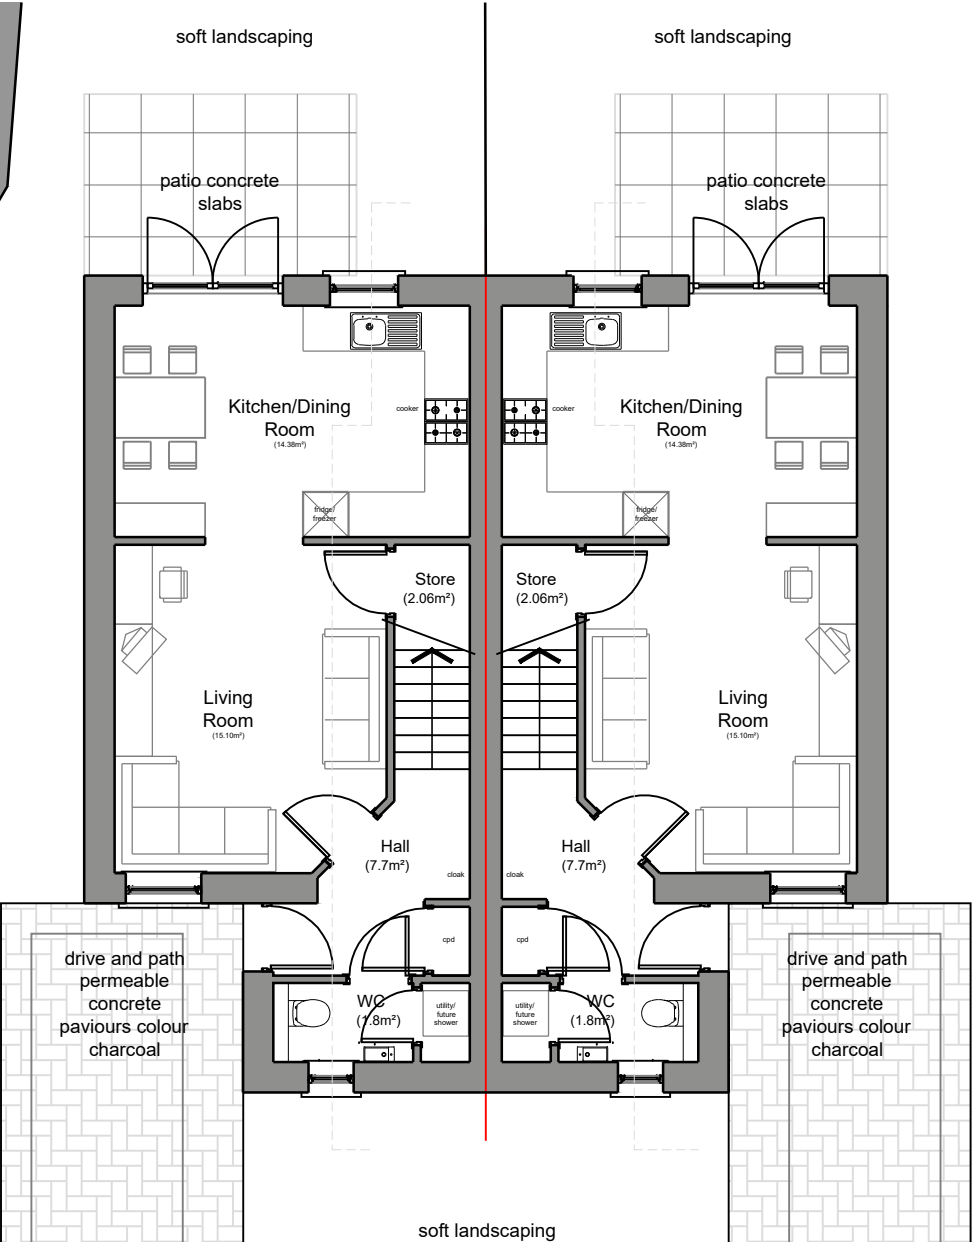 soft landscaping
soft landscaping
patio concrete
slabs
patio concrete
slabs
Kitchen/Dining
Room
(14.38m²)
cooker
cooker
Kitchen/Dining
Room
(14.38m²)
fridge/
freezer
fridge/
freezer
Store
(2.06m²)
Store
(2.06m²)
Living
Room
(15.10m²)
Living
Room
(15.10m²)
Hall
(7.7m²)
Hall
(7.7m²)
cloak
cloak
cpd
cpd
drive and path
permeable
concrete
paviours colour
charcoal
WC
(1.8m²)
utility/
future
shower
utility/
future
shower
WC
(1.8m²)
drive and path
permeable
concrete
paviours colour
charcoal
soft landscaping